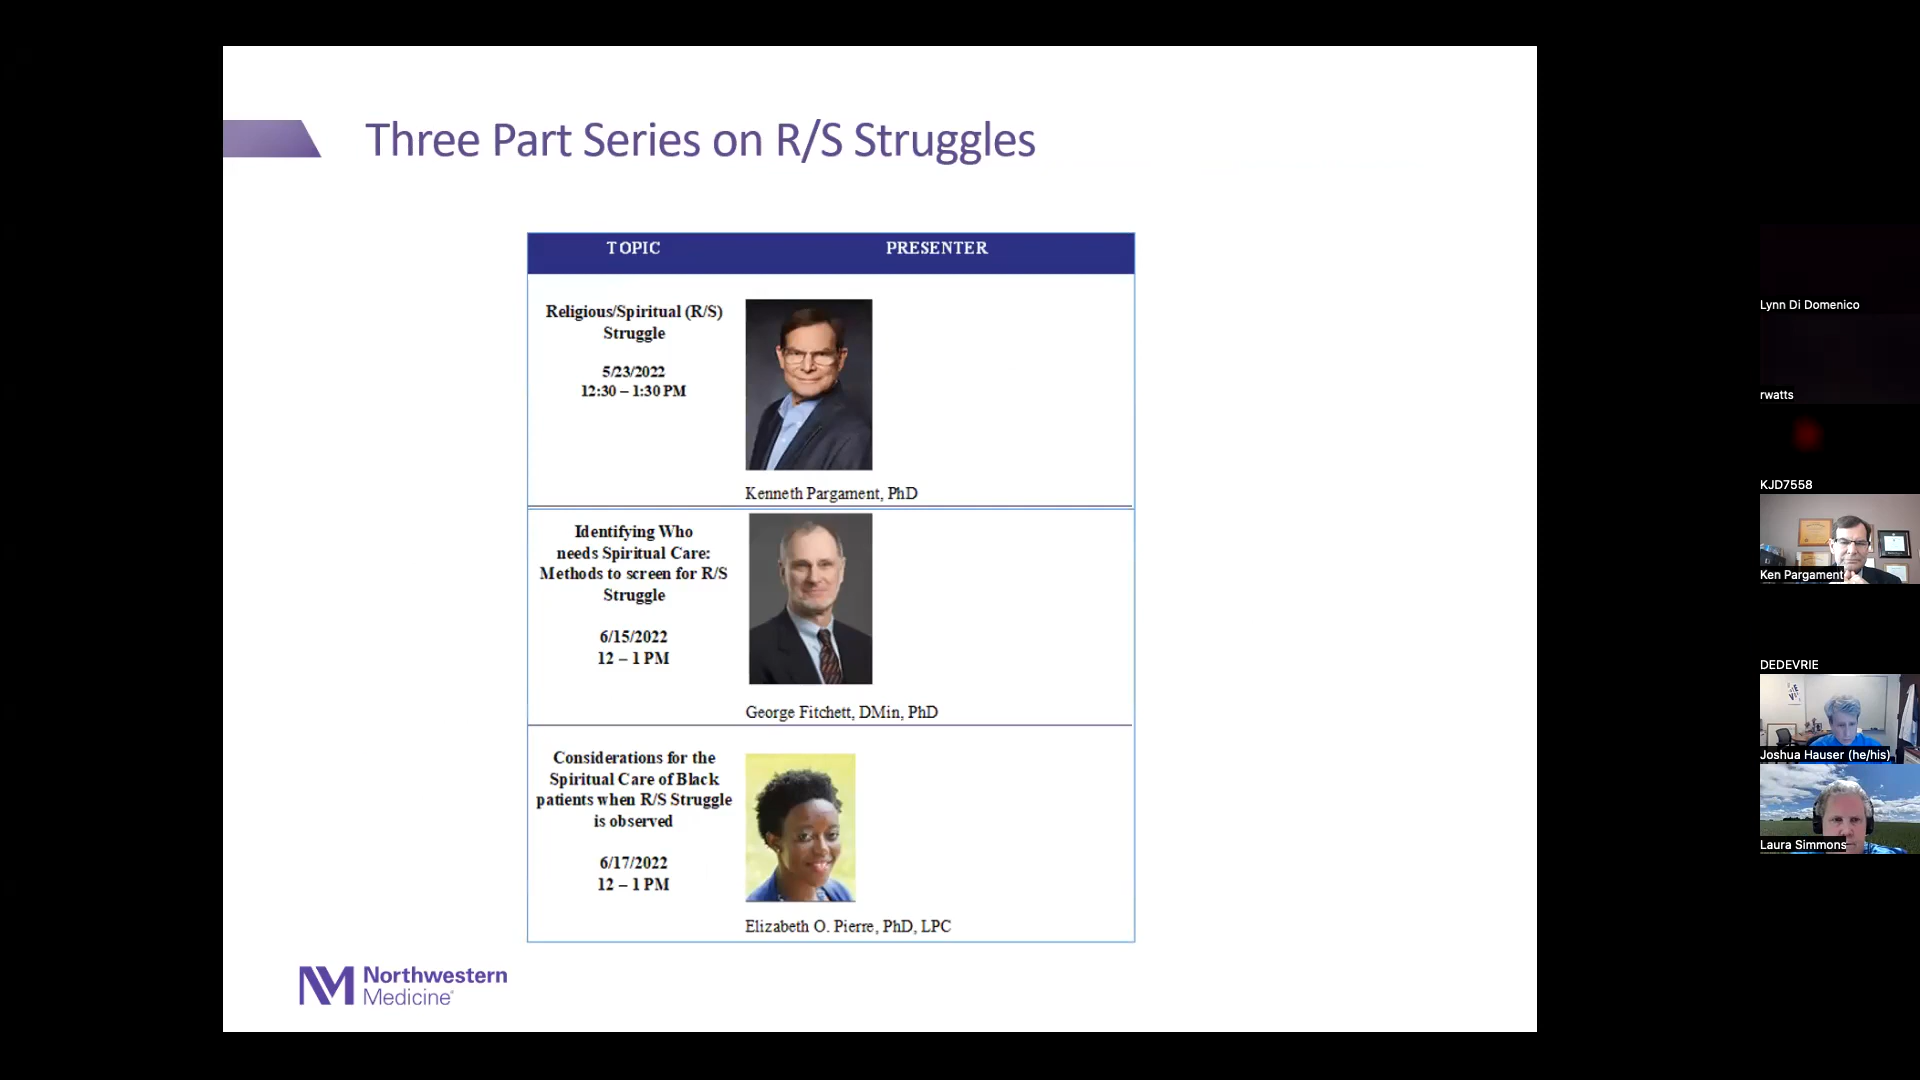 Three Part Series on R/S Struggles
TOPIC
PRESENTER
Religious/Spiritual (R/S)
Struggle
5/23/2022
12:30 – 1:30 PM
Kenneth Pargament, PhD
Identifying Who
needs Spiritual Care:
Methods to screen for R/S
Struggle
6/15/2022
12 – 1 PM
George Fitchett, DMin, PhD
Considerations for the
Spiritual Care of Black
patients when R/S Struggle
is observed
6/17/2022
12 – 1 PM
Elizabeth O. Pierre, PhD, LPC
NM
Northwestern
Medicine
Lynn Di Domenico
rwatts
KJD7558
Ken Pargament
DEDEVRIE
Joshua Hauser (he/his)
Laura Simmons